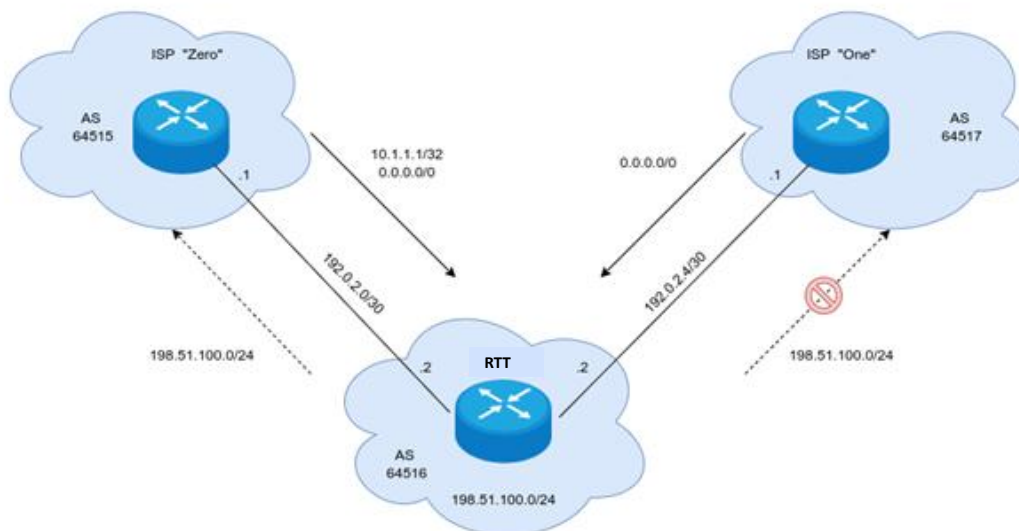 ISP "Zero"
AS
64515
.1
10.1.1.1/32
0.0.0.0/0
0.0.0.0/0
ISP "One"
AS
64517
.1
192.0.2.0/30
192.0.2.4/30
198.51.100.0/24
198.51.100.0/24
RTT
.2
.2
AS
64516
198.51.100.0/24